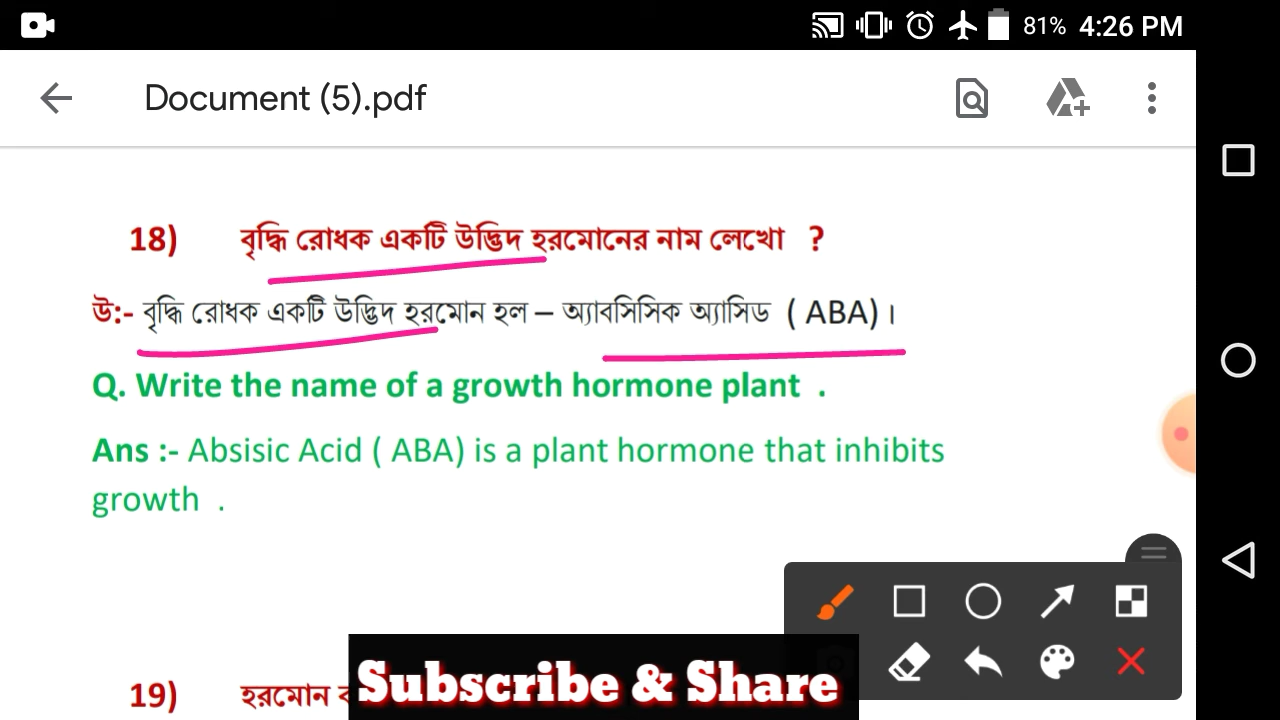 81% 4:26 PM
Document (5).pdf
18) বৃদ্ধি রোধক একটি উদ্ভিদ হরমোনের নাম লেখো ?
উ:- বৃদ্ধি রোধক একটি উদ্ভিদ হরমোন হল – অ্যাবসিসিক অ্যাসিড ( ABA) ।
Q. Write the name of a growth hormone plant .
Ans :- Absisic Acid ( ABA) is a plant hormone that inhibits
growth .
19) হরমোন
Subscribe & Share